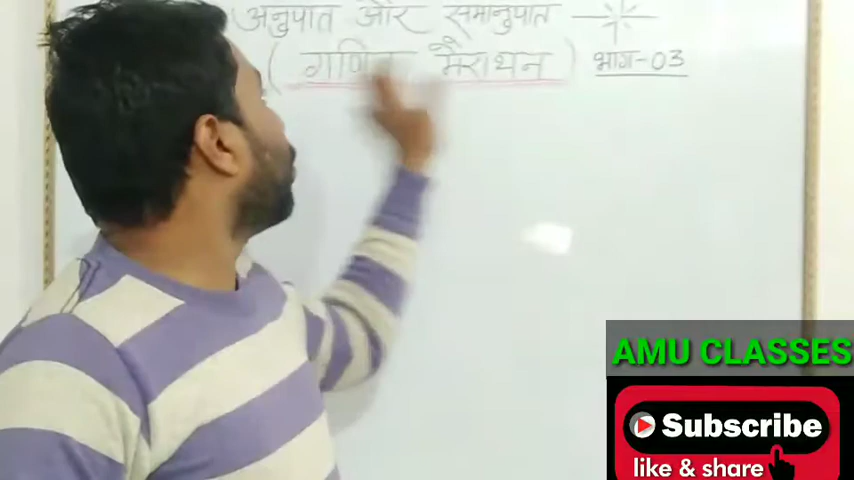 अनुपात और समानुपात
( गणित मैराथन ) भाग-03
AMU CLASSES
Subscribe
like & share